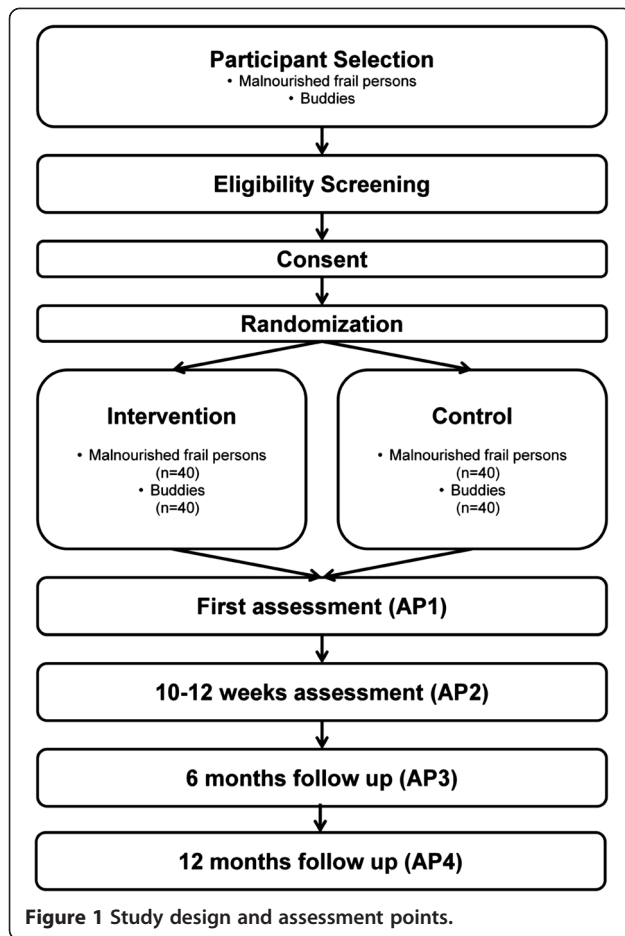 Participant Selection
• Malnourished frail persons
• Buddies
Eligibility Screening
Consent
Randomization
Intervention
• Malnourished frail persons
(n=40)
• Buddies
(n=40)
Control
• Malnourished frail persons
(n=40)
• Buddies
(n=40)
First assessment (AP1)
10-12 weeks assessment (AP2)
6 months follow up (AP3)
12 months follow up (AP4)
Figure 1 Study design and assessment points.